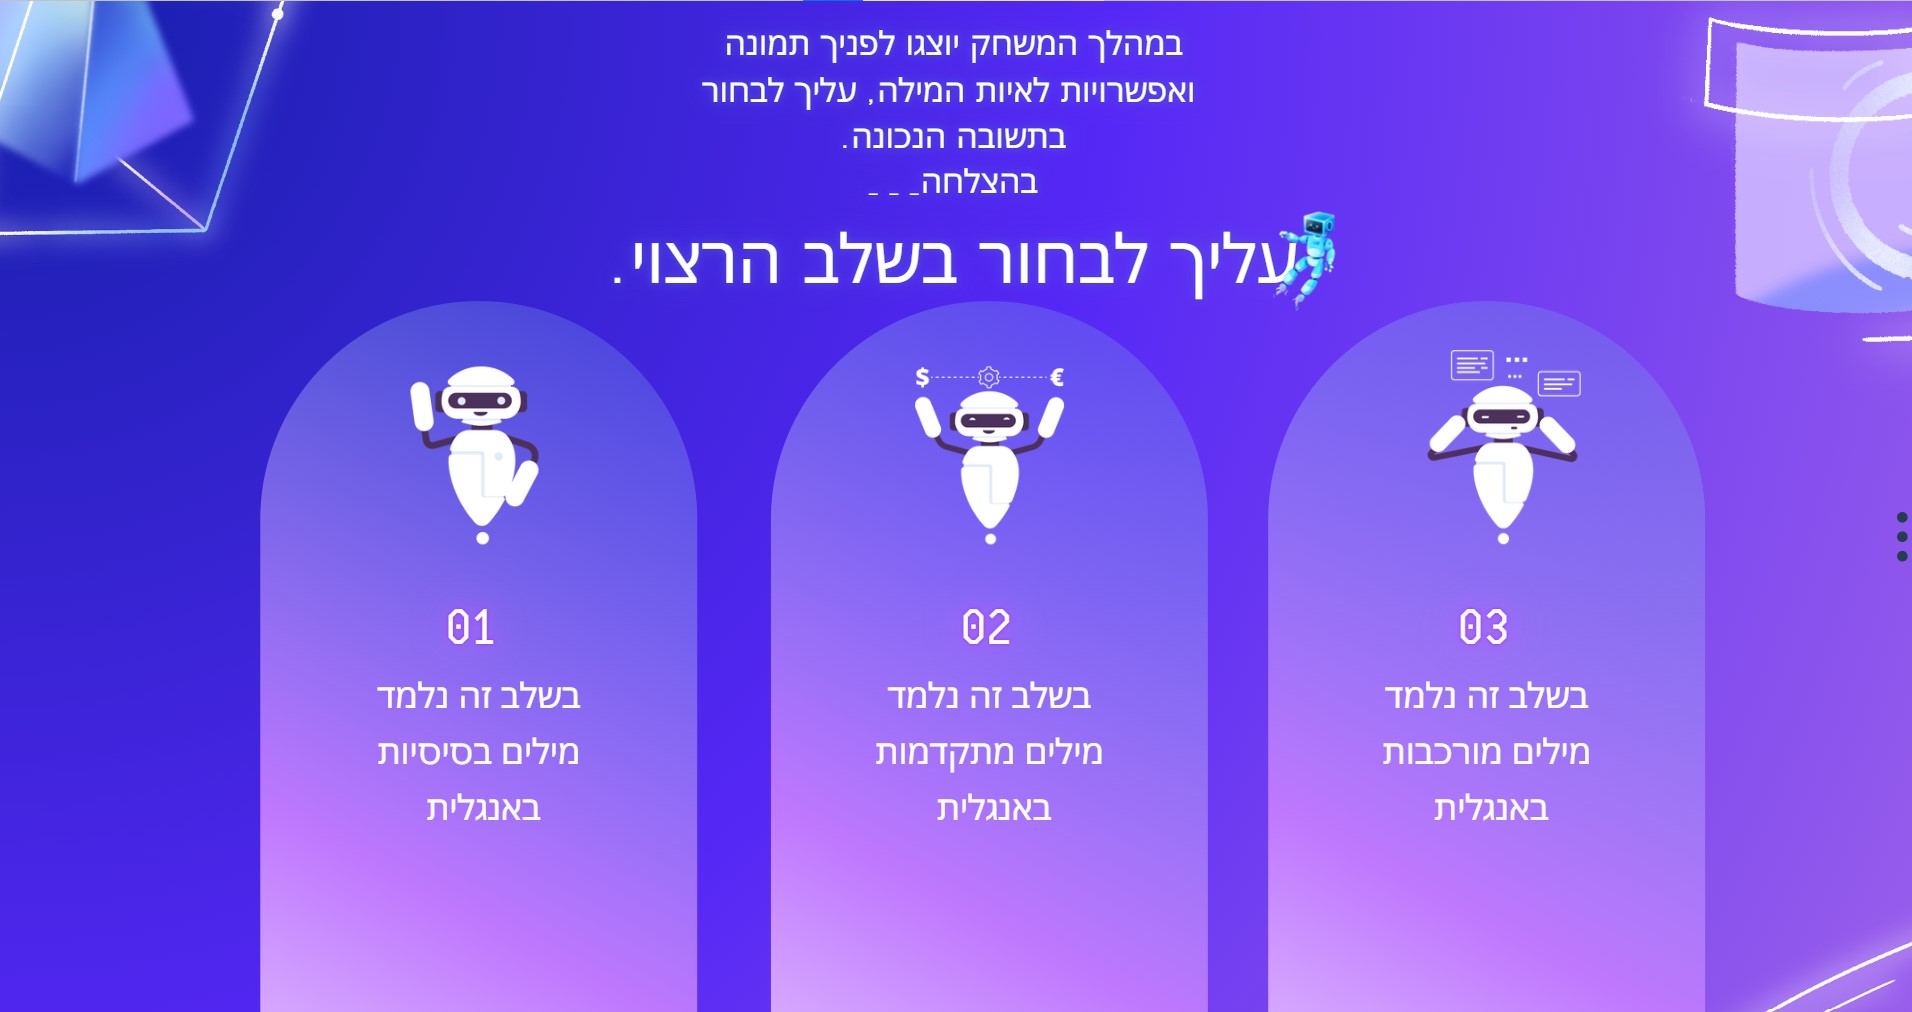 במהלך המשחק יוצגו לפניך תמונה
ואפשרויות לאיות המילה, עליך לבחור
בתשובה הנכונה.
בהצלחה_ _ _
עליך לבחור בשלב הרצוי.
$ €
01
בשלב זה נלמד
מילים בסיסיות
באנגלית
02
בשלב זה נלמד
מילים מתקדמות
באנגלית
03
בשלב זה נלמד
מילים מורכבות
באנגלית